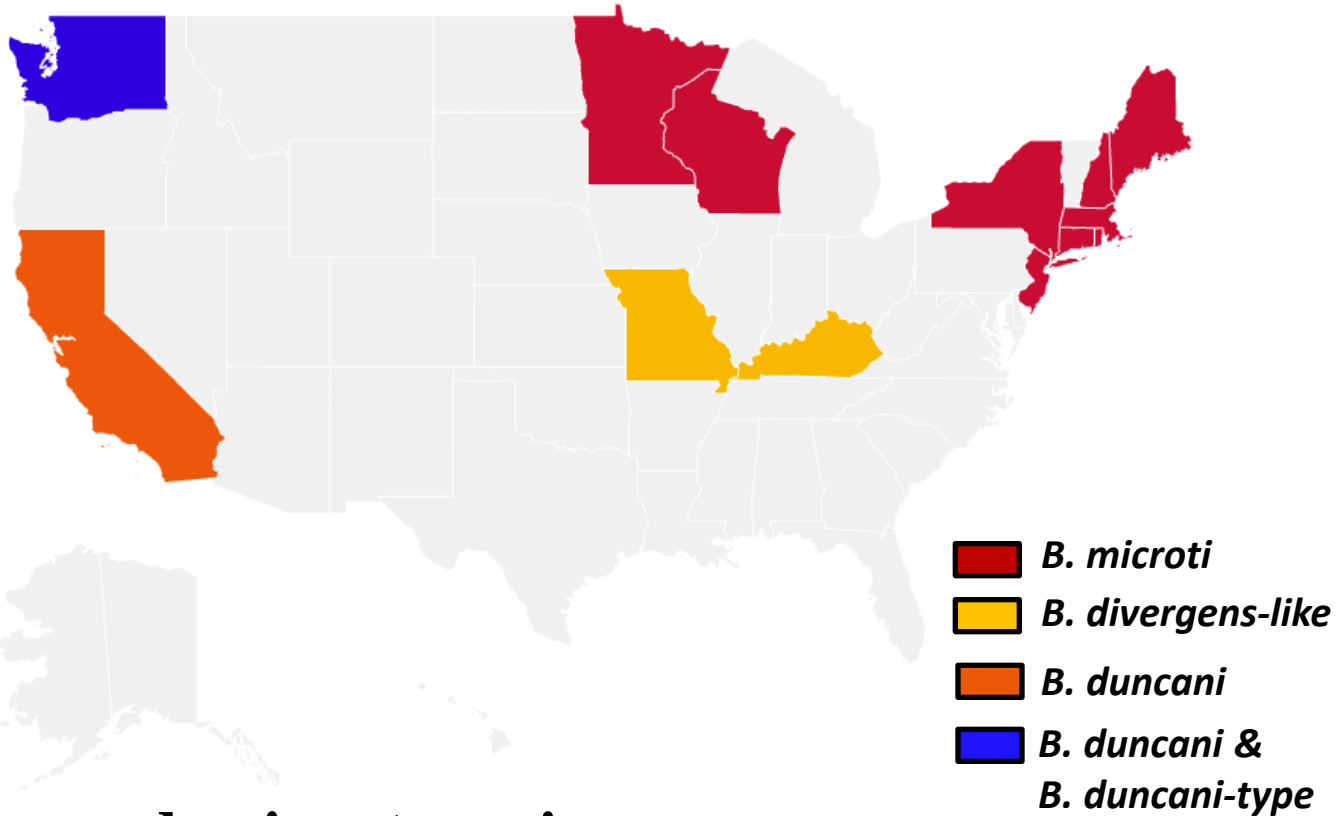 B. microti
B. divergens-like
B. duncani
B. duncani &
B. duncani-type